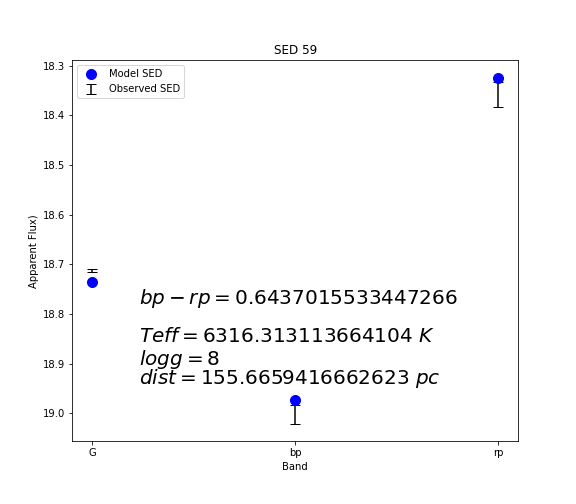 SED 59
Model SED
Observed SED
18.3
18.4
18.5
18.6
18.7
18.8
18.9
19.0
Apparent Flux)
bp − rp = 0.6437015533447266
Teff = 6316.313113664104 K
logg = 8
dist = 155.6659416662623 pc
G bp rp
Band